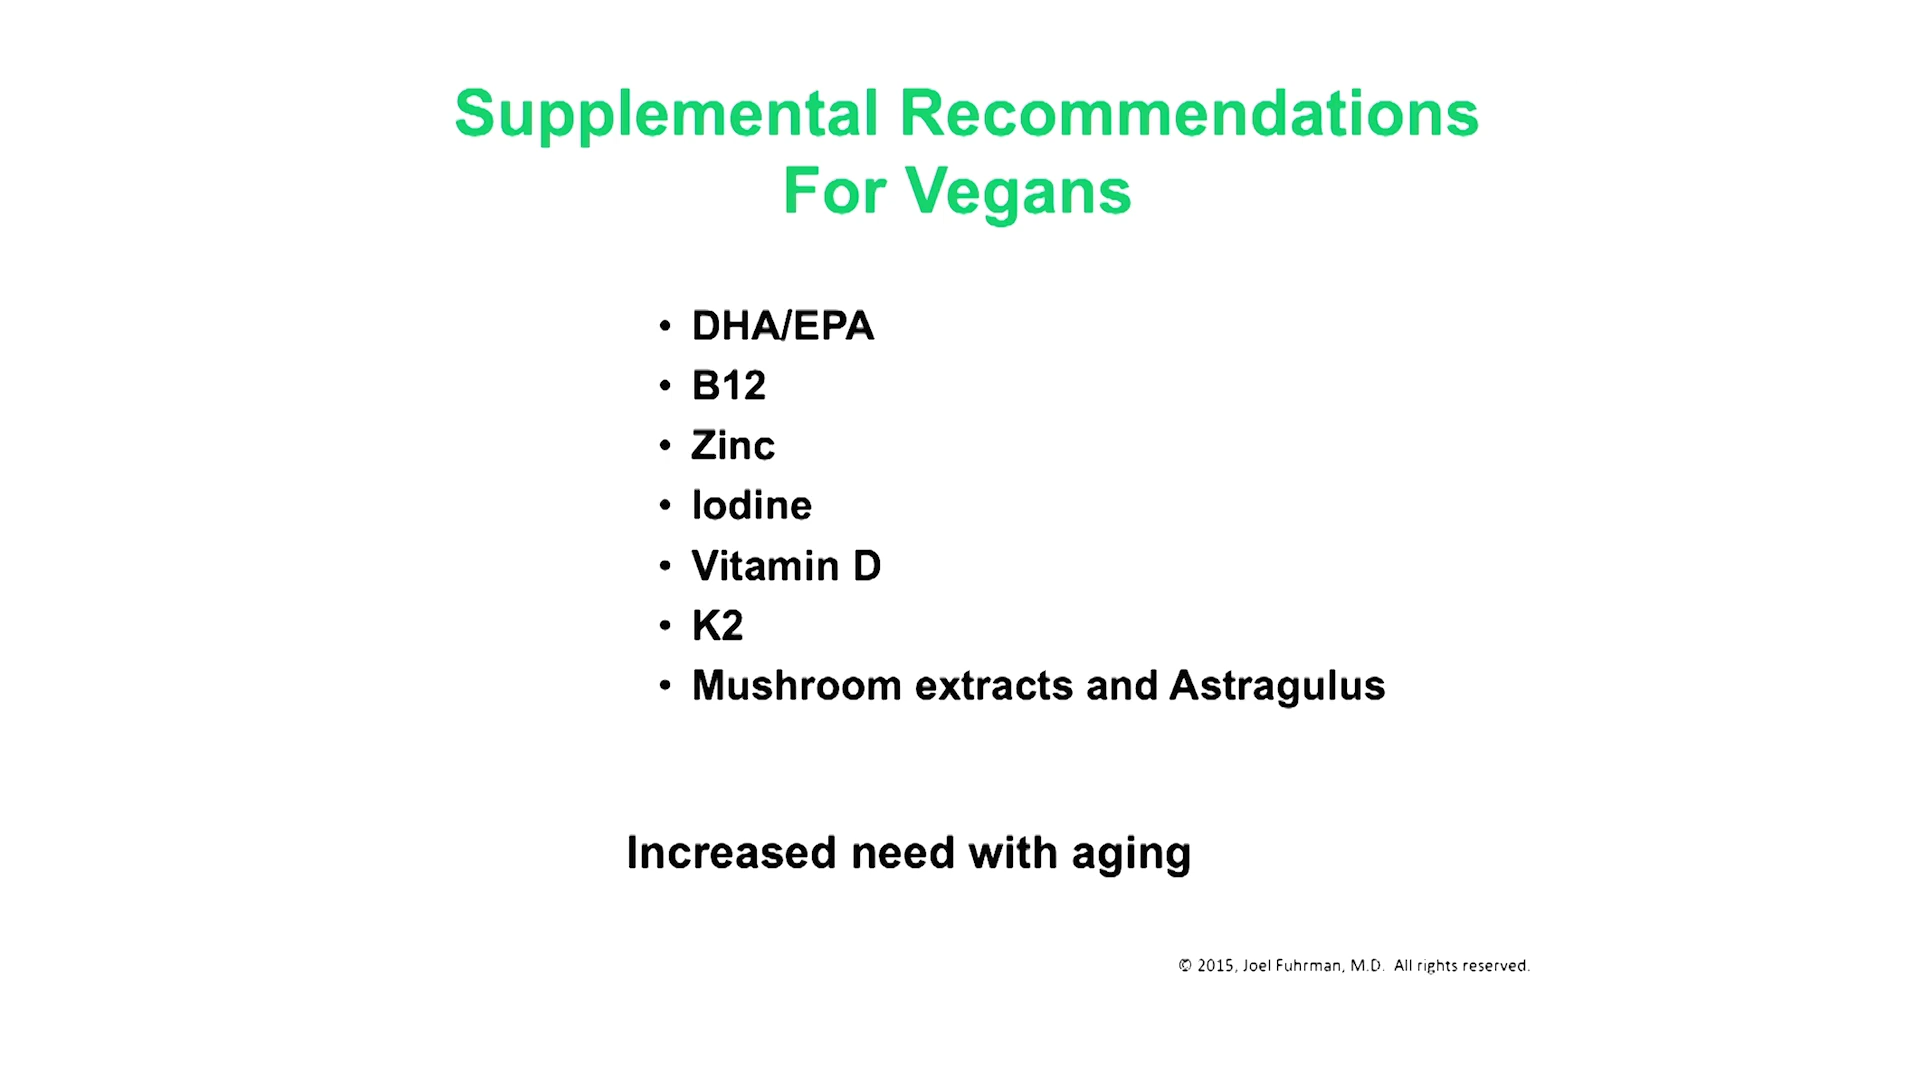 Supplemental Recommendations
For Vegans
• DHA/EPA
• B12
• Zinc
• Iodine
• Vitamin D
• K2
• Mushroom extracts and Astragulus
Increased need with aging
© 2015, Joel Fuhrman, M.D. All rights reserved.